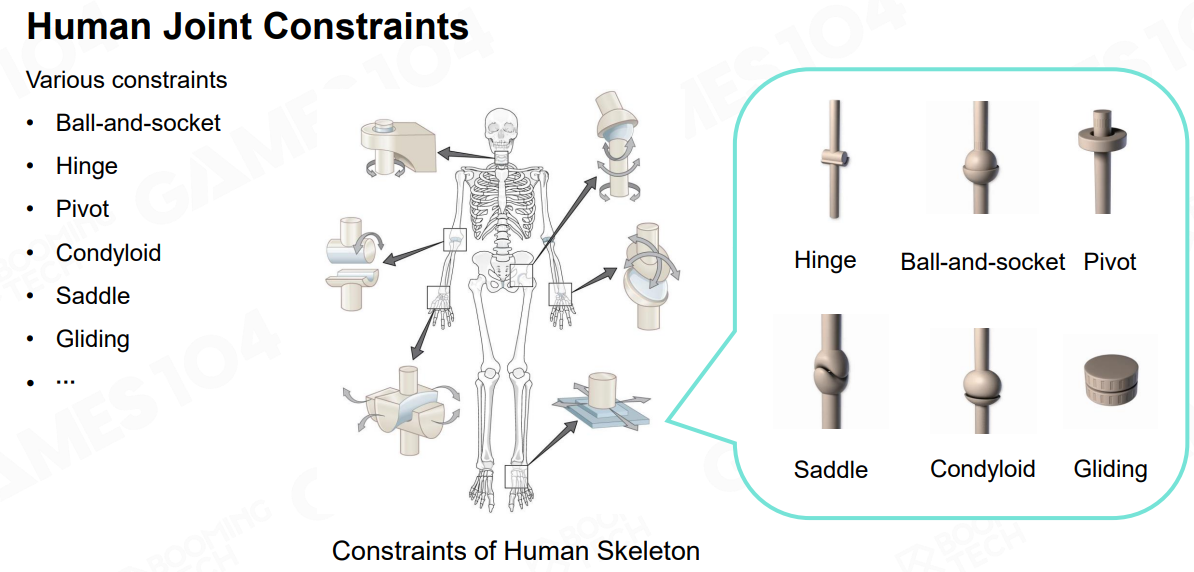 Human Joint Constraints
Various constraints
• Ball-and-socket
• Hinge
• Pivot
• Condyloid
• Saddle
• Gliding
• ...
Constraints of Human Skeleton
Hinge
Ball-and-socket
Pivot
Saddle
Condyloid
Gliding
GAMES104
BOOMING
TECH